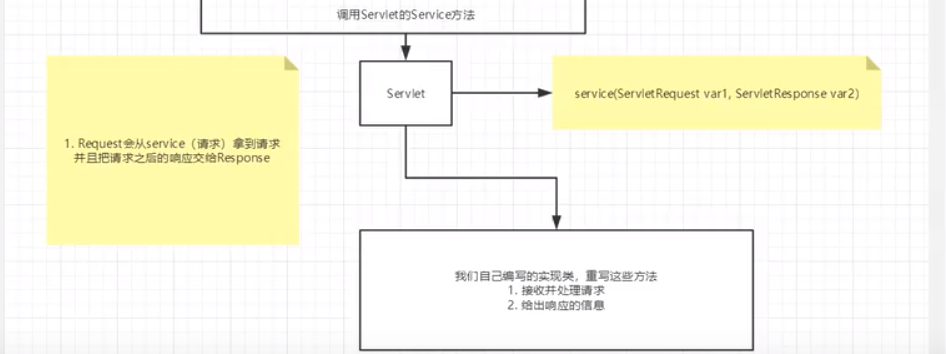 调用Servlet的Service方法
Servlet
service(ServletRequest var1, ServletResponse var2)
1. Request会从service（请求）拿到请求
并且把请求之后的响应交给Response
我们自己编写的实现类，重写这些方法
1. 接收并处理请求
2. 给出响应的信息